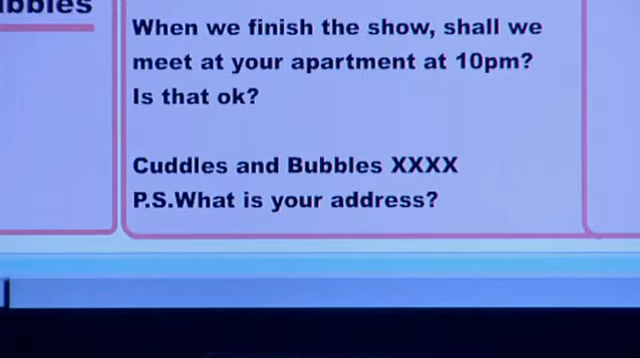 bbles
When we finish the show, shall we
meet at your apartment at 10pm?
Is that ok?
Cuddles and Bubbles XXXX
P.S.What is your address?